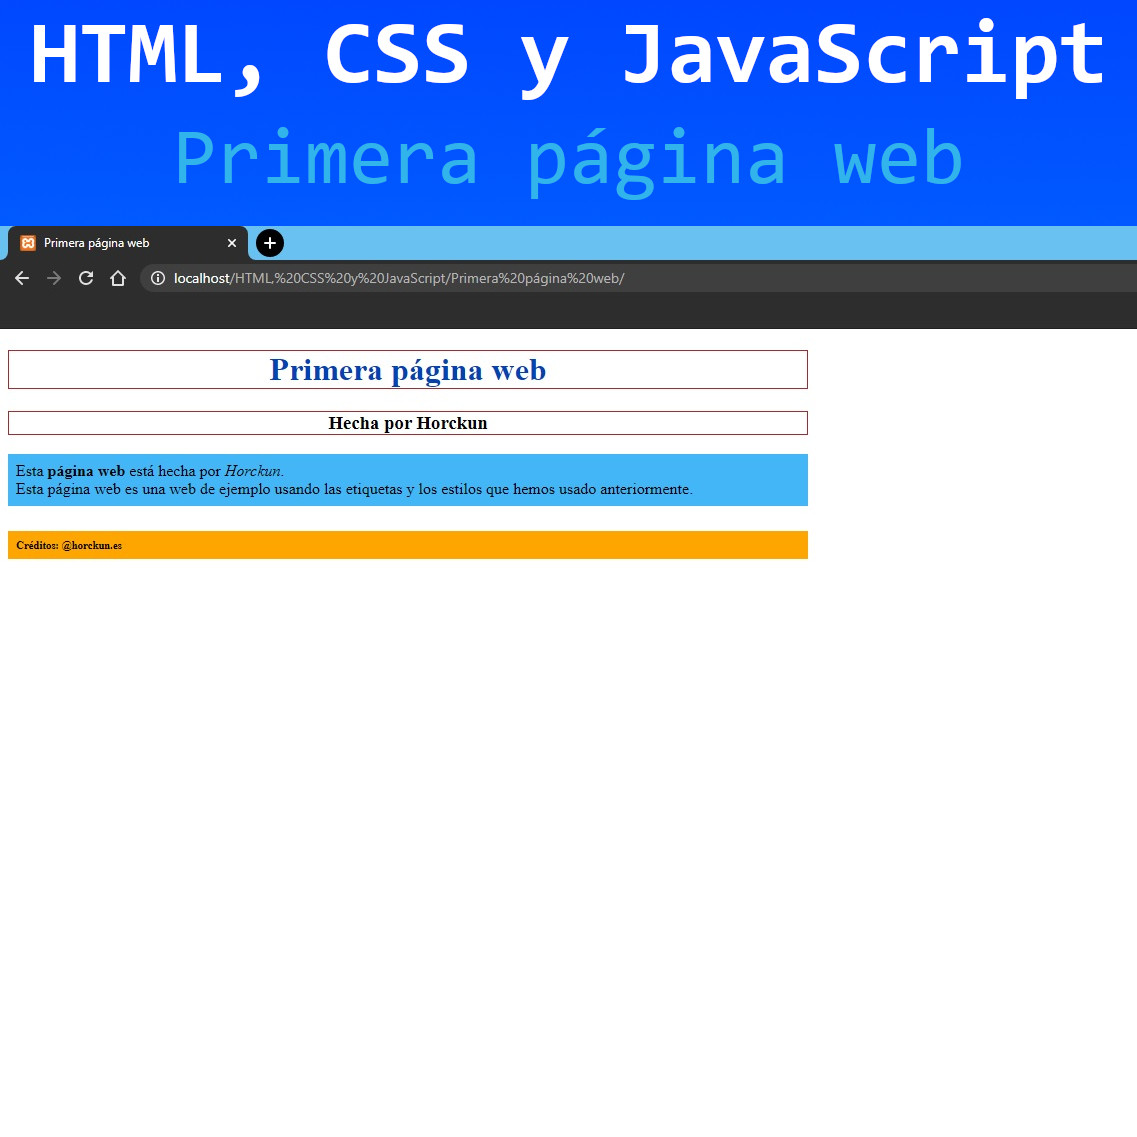 HTML, CSS y JavaScript
Primera página web
Primera página web
localhost/HTML,%20CSS%20y%20JavaScript/Primera%20página%20web/
Primera página web
Hecha por Horckun
Esta página web está hecha por Horckun.
Esta página web es una web de ejemplo usando las etiquetas y los estilos que hemos usado anteriormente.
Créditos: @horckun.es